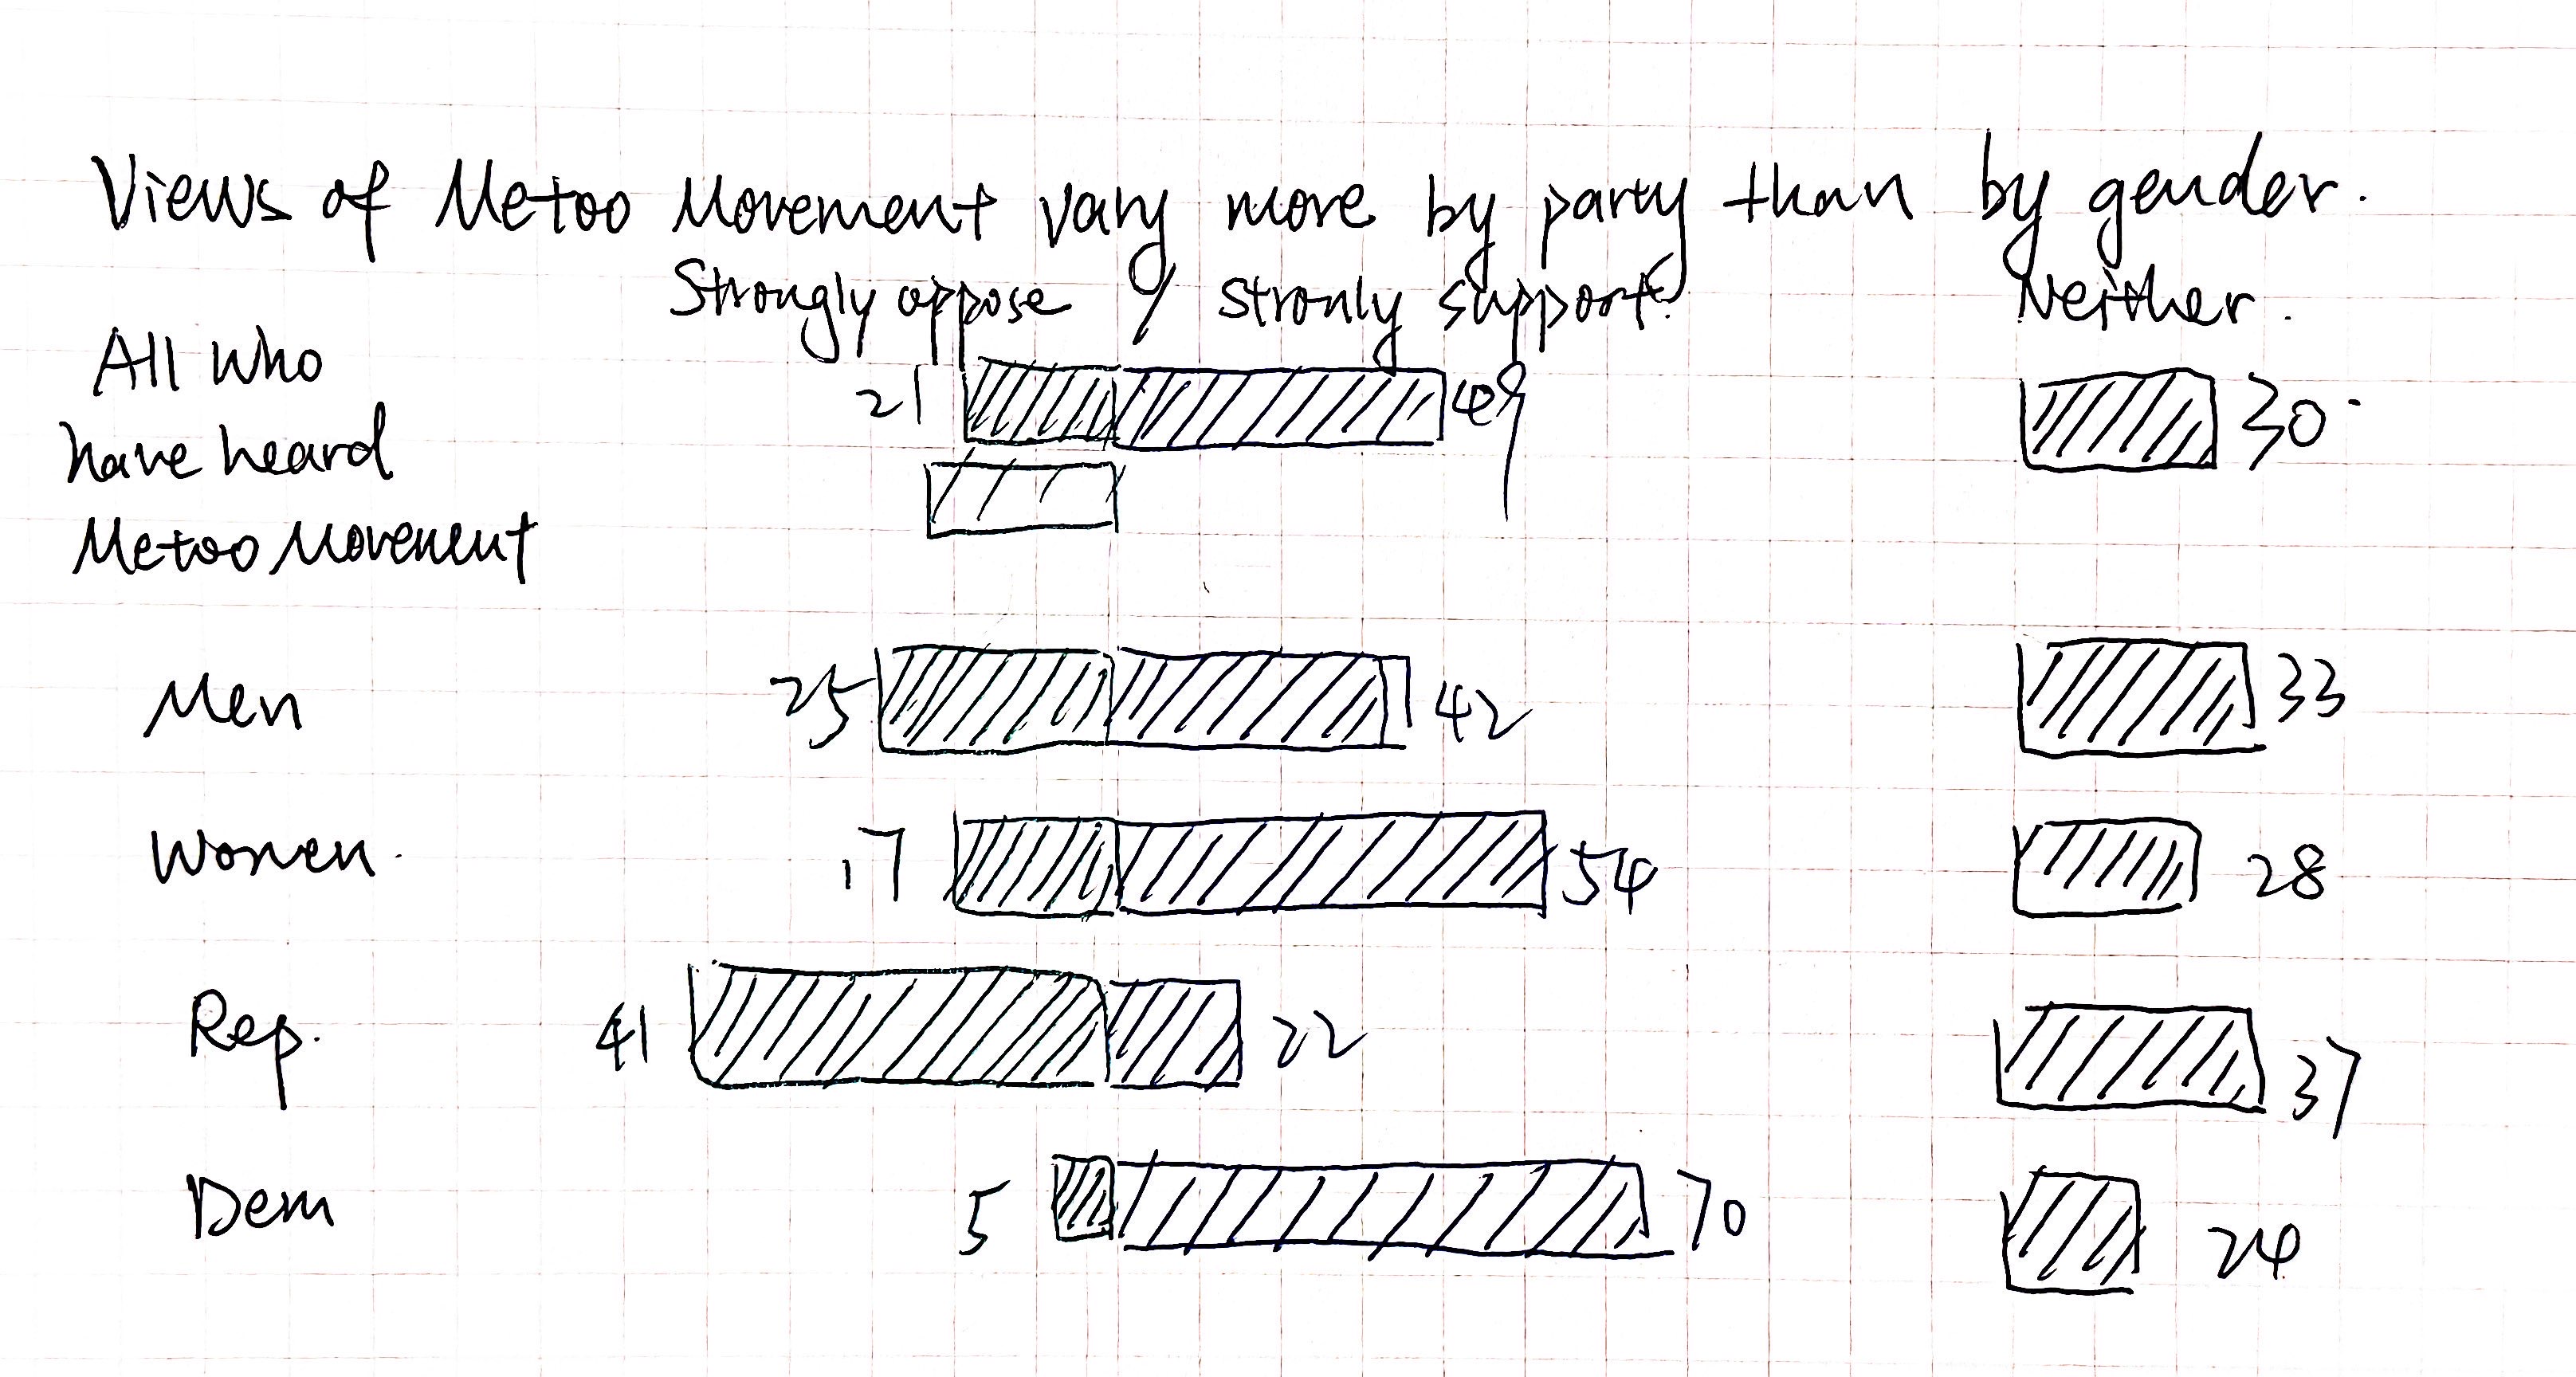 Views of Metoo Movement vary more by party than by gender.
Strongly oppose / Stronly support. Neither.
All who
have heard
Metoo Movement
21 49 30
Men 25 42 33
Women. 17 54 28
Rep. 41 22 37
Dem 5 70 24